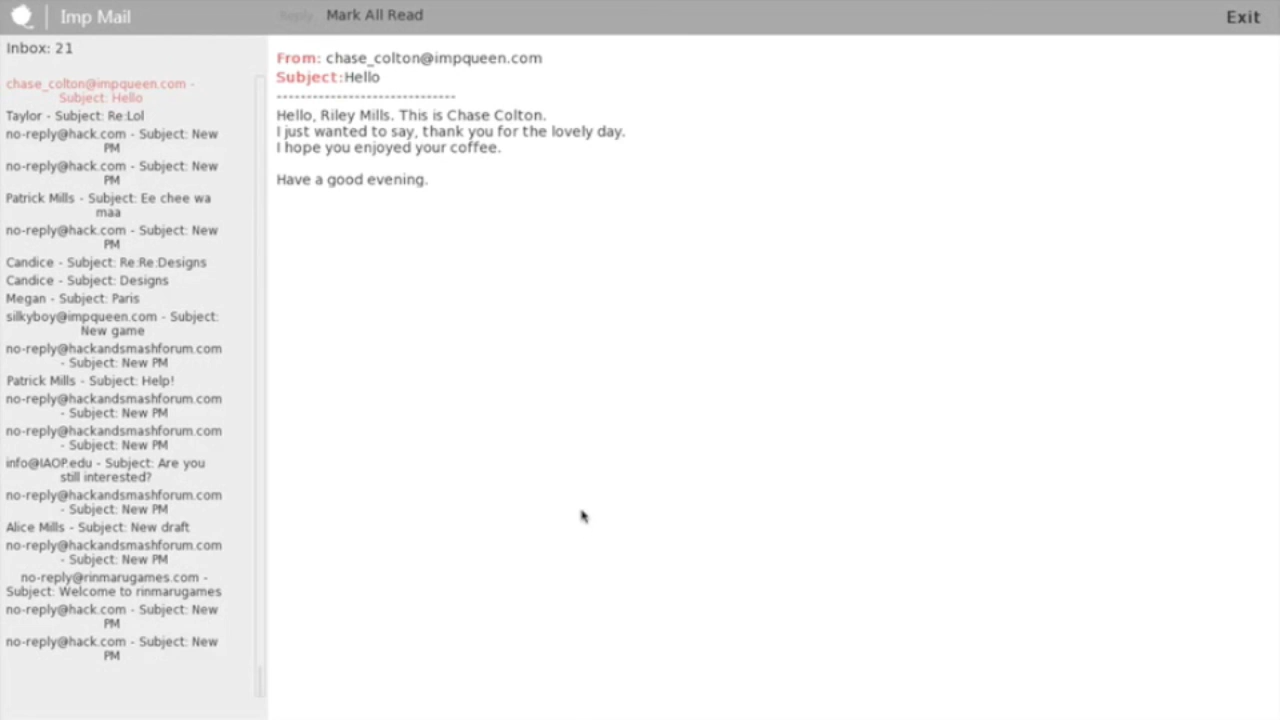 Imp Mail
Reply
Mark All Read
Exit
Inbox: 21
chase_colton@impqueen.com -
Subject: Hello
Taylor - Subject: Re:Lol
no-reply@hack.com - Subject: New
PM
no-reply@hack.com - Subject: New
PM
Patrick Mills - Subject: Ee chee wa
maa
no-reply@hack.com - Subject: New
PM
Candice - Subject: Re:Re:Designs
Candice - Subject: Designs
Megan - Subject: Paris
silkyboy@impqueen.com - Subject:
New game
no-reply@hackandsmashforum.com
- Subject: New PM
Patrick Mills - Subject: Help!
no-reply@hackandsmashforum.com
- Subject: New PM
no-reply@hackandsmashforum.com
- Subject: New PM
info@IAOP.edu - Subject: Are you
still interested?
no-reply@hackandsmashforum.com
- Subject: New PM
Alice Mills - Subject: New draft
no-reply@hackandsmashforum.com
- Subject: New PM
no-reply@rinmarugames.com -
Subject: Welcome to rinmarugames
no-reply@hack.com - Subject: New
PM
no-reply@hack.com - Subject: New
PM
From: chase_colton@impqueen.com
Subject:Hello
------------------------------
Hello, Riley Mills. This is Chase Colton.
I just wanted to say, thank you for the lovely day.
I hope you enjoyed your coffee.
Have a good evening.